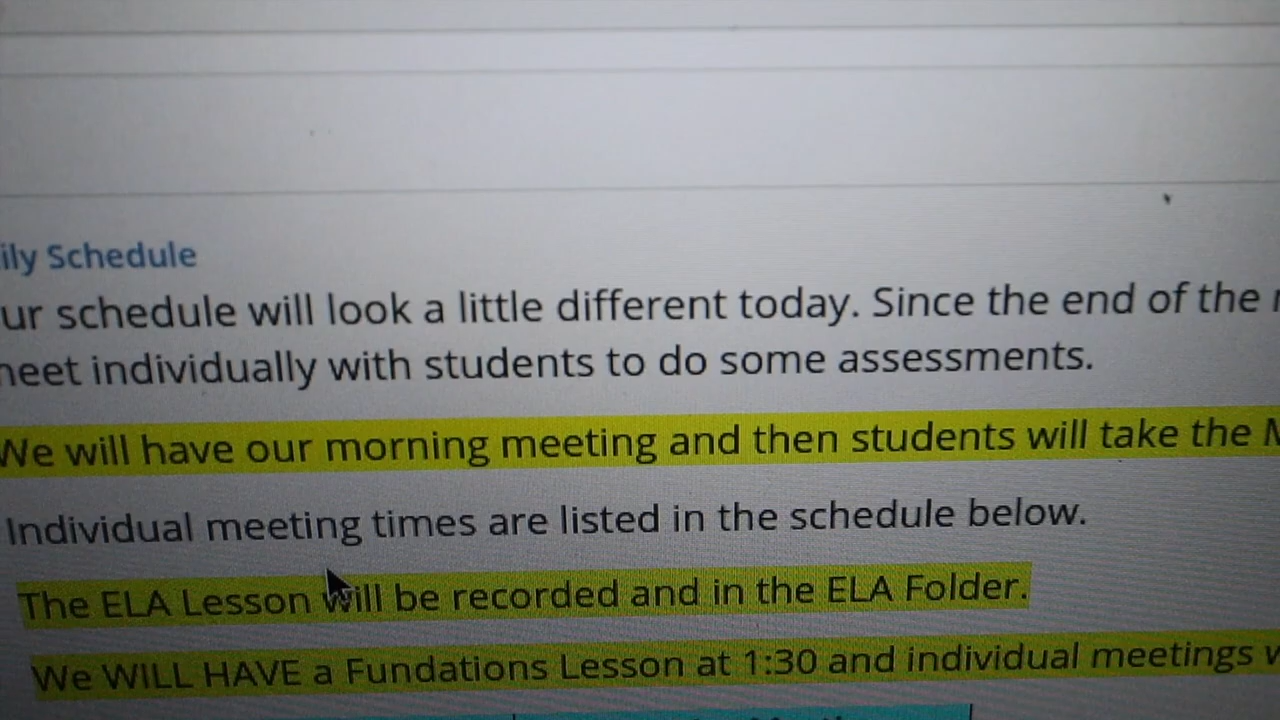 ily Schedule
ur schedule will look a little different today. Since the end of the
meet individually with students to do some assessments.
We will have our morning meeting and then students will take the M
Individual meeting times are listed in the schedule below.
The ELA Lesson will be recorded and in the ELA Folder.
We WILL HAVE a Fundations Lesson at 1:30 and individual meetings w